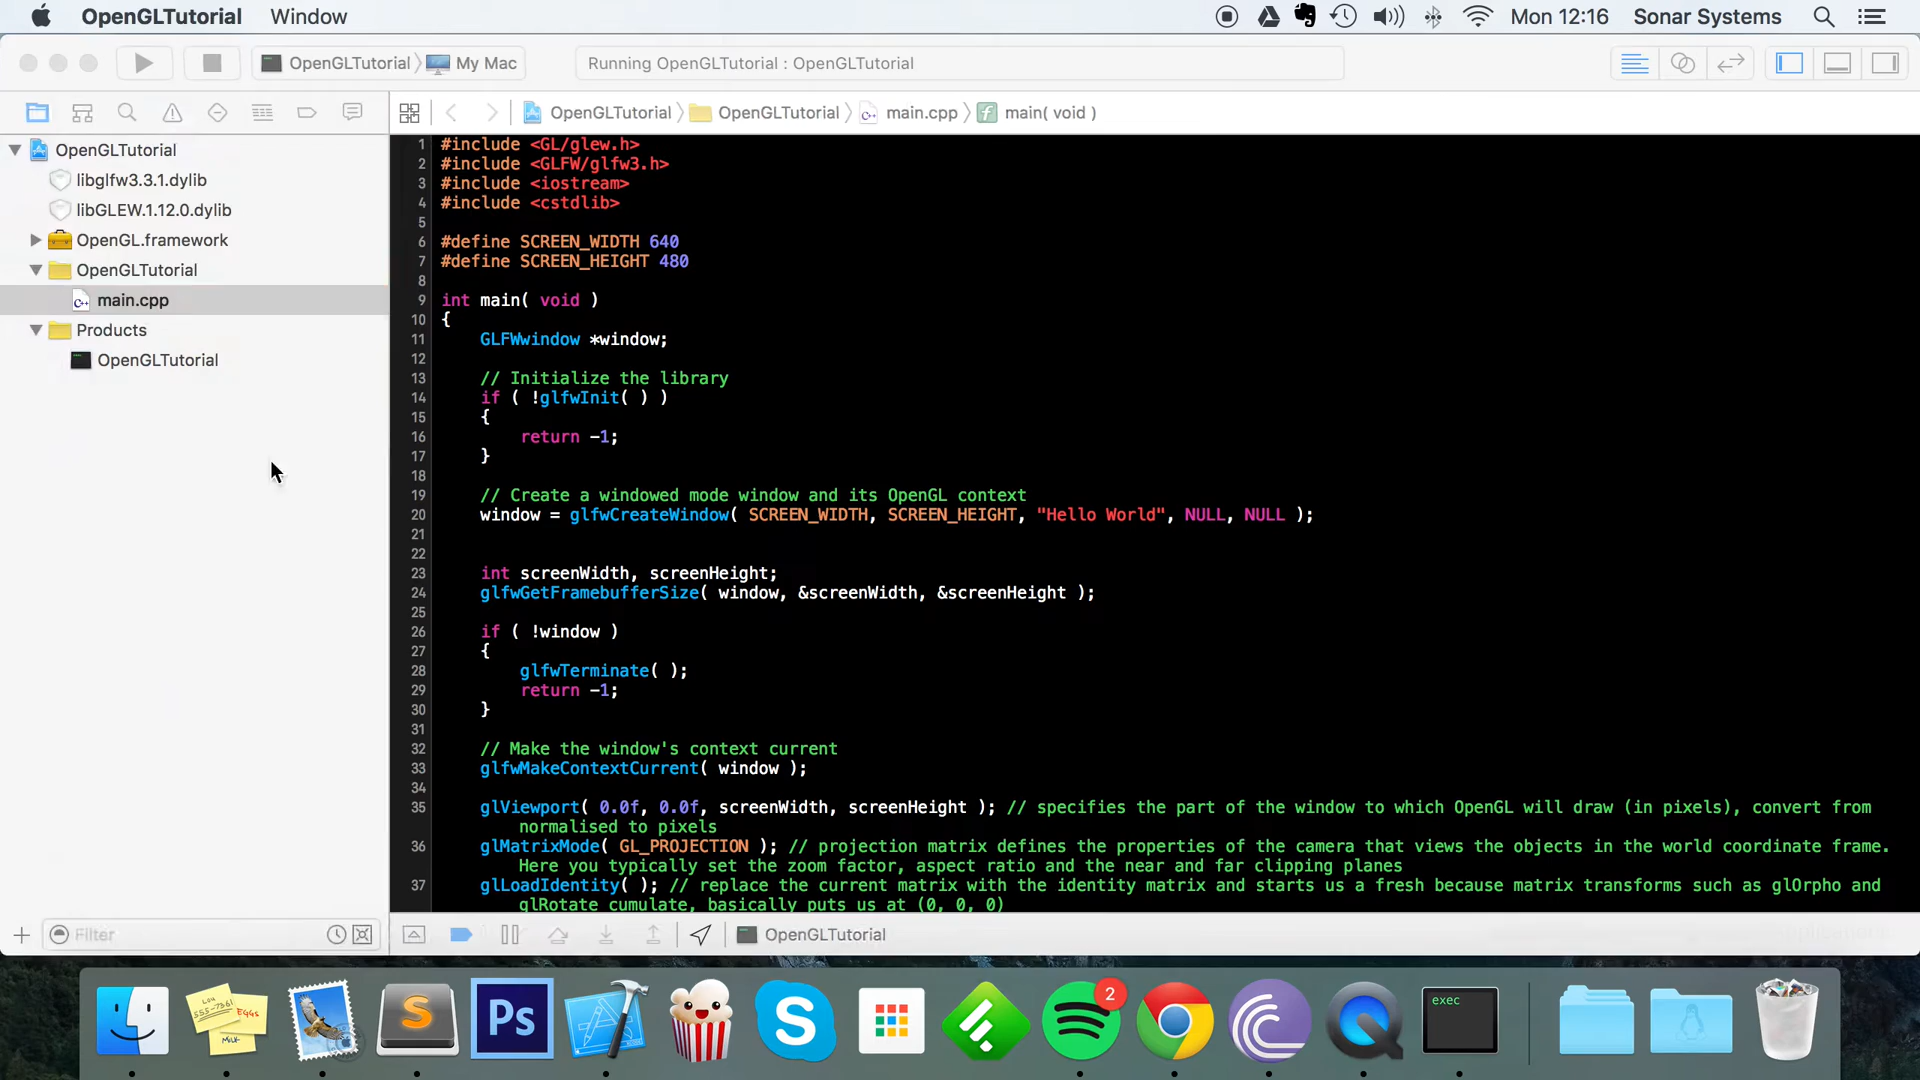 OpenGLTutorial Window Mon 12:16 Sonar Systems
OpenGLTutorial My Mac Running OpenGLTutorial : OpenGLTutorial
OpenGLTutorial OpenGLTutorial main.cpp main( void )
OpenGLTutorial
libglfw3.3.1.dylib
libGLEW.1.12.0.dylib
OpenGL.framework
OpenGLTutorial
main.cpp
Products
OpenGLTutorial
Filter
1 #include <GL/glew.h>
2 #include <GLFW/glfw3.h>
3 #include <iostream>
4 #include <cstdlib>
5
6 #define SCREEN_WIDTH 640
7 #define SCREEN_HEIGHT 480
8
9 int main( void )
10 {
11 GLFWwindow *window;
12
13 // Initialize the library
14 if ( !glfwInit( ) )
15 {
16 return -1;
17 }
18
19 // Create a windowed mode window and its OpenGL context
20 window = glfwCreateWindow( SCREEN_WIDTH, SCREEN_HEIGHT, "Hello World", NULL, NULL );
21
22
23 int screenWidth, screenHeight;
24 glfwGetFramebufferSize( window, &screenWidth, &screenHeight );
25
26 if ( !window )
27 {
28 glfwTerminate( );
29 return -1;
30 }
31
32 // Make the window's context current
33 glfwMakeContextCurrent( window );
34
35 glViewport( 0.0f, 0.0f, screenWidth, screenHeight ); // specifies the part of the window to which OpenGL will draw (in pixels), convert from
normalised to pixels
36 glMatrixMode( GL_PROJECTION ); // projection matrix defines the properties of the camera that views the objects in the world coordinate frame.
Here you typically set the zoom factor, aspect ratio and the near and far clipping planes
37 glLoadIdentity( ); // replace the current matrix with the identity matrix and starts us a fresh because matrix transforms such as glOrpho and
glRotate cumulate, basically puts us at (0, 0, 0)
OpenGLTutorial
LOU
555-7361
EGGS
MILK
S
Ps
S
2
exec